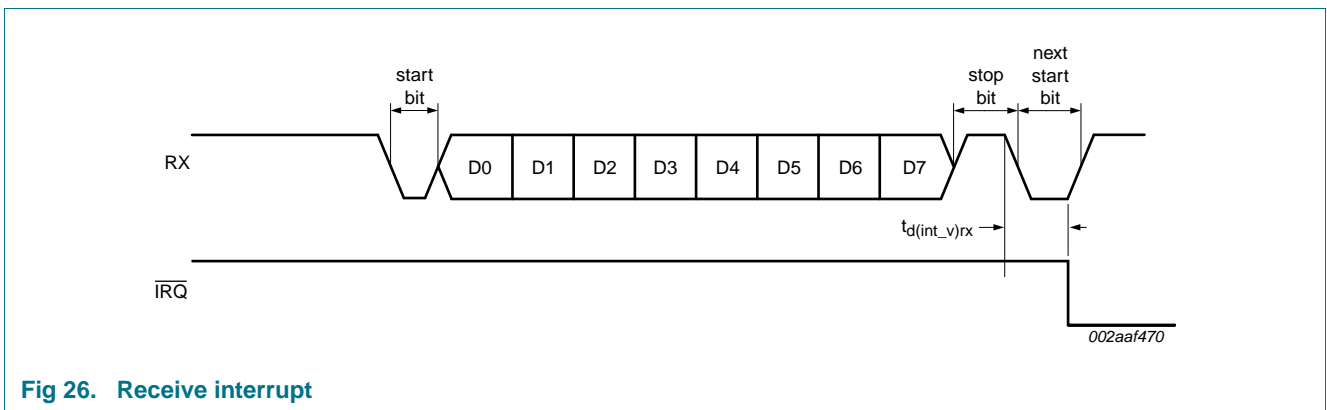 start
bit
stop
bit
next
start
bit
RX
D0 D1 D2 D3 D4 D5 D6 D7
td(int_v)rx
IRQ
002aaf470
Fig 26. Receive interrupt